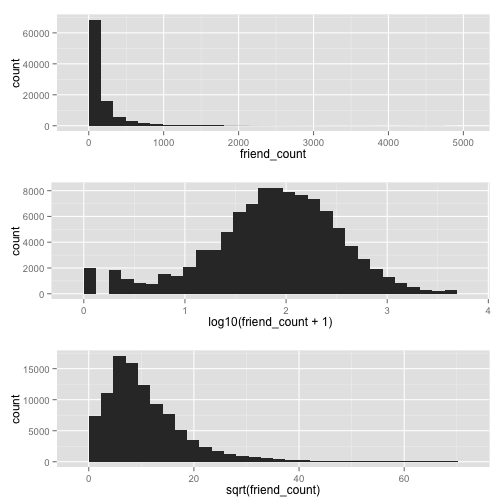 60000
40000
20000
0
count
0 1000 2000 3000 4000 5000
friend_count
8000
6000
4000
2000
0
count
0 1 2 3 4
log10(friend_count + 1)
15000
10000
5000
0
count
0 20 40 60
sqrt(friend_count)